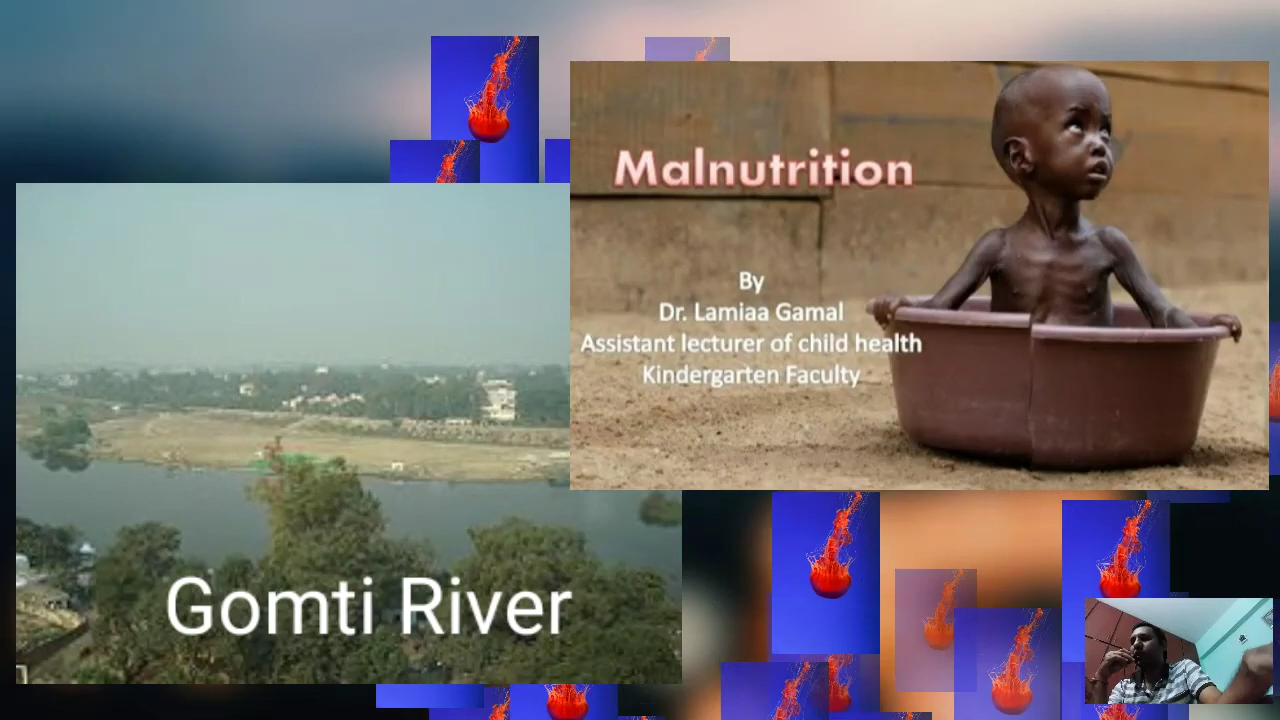 Malnutrition
By
Dr. Lamiaa Gamal
Assistant lecturer of child health
Kindergarten Faculty
Gomti River